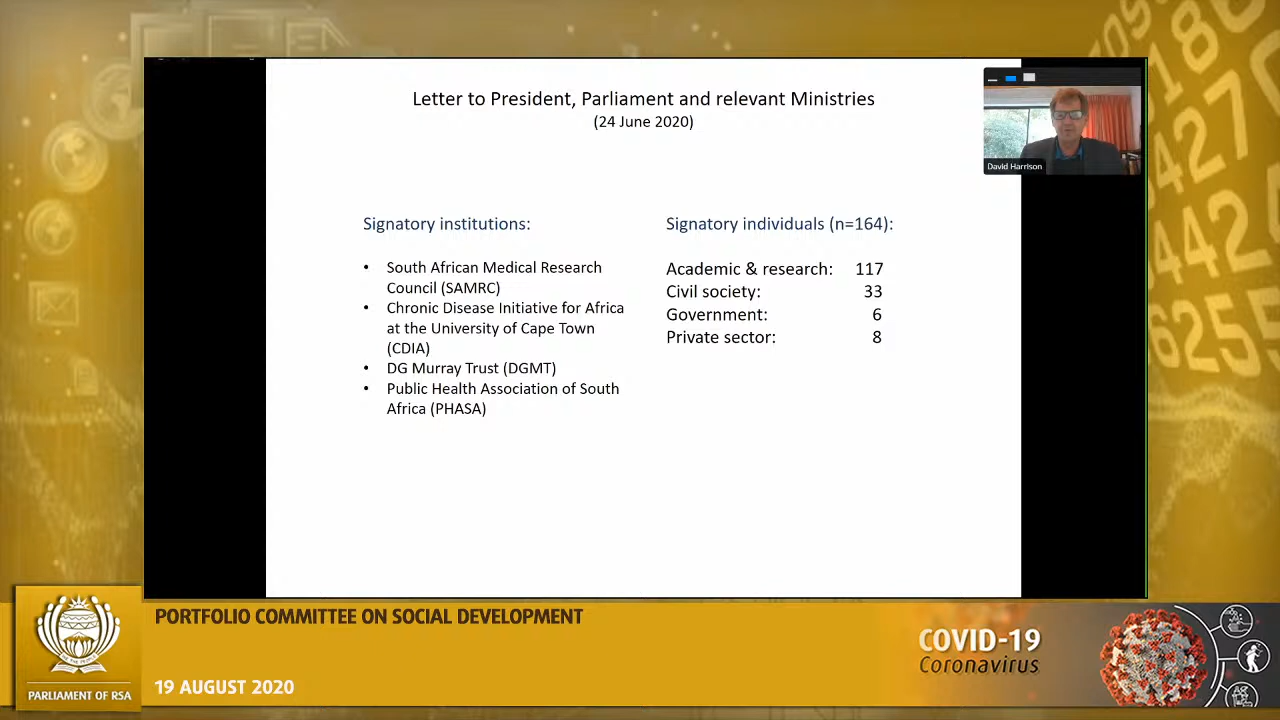 Letter to President, Parliament and relevant Ministries
(24 June 2020)
David Harrison
Signatory institutions:
• South African Medical Research
Council (SAMRC)
• Chronic Disease Initiative for Africa
at the University of Cape Town
(CDIA)
• DG Murray Trust (DGMT)
• Public Health Association of South
Africa (PHASA)
Signatory individuals (n=164):
Academic & research: 117
Civil society: 33
Government: 6
Private sector: 8
PORTFOLIO COMMITTEE ON SOCIAL DEVELOPMENT
19 AUGUST 2020
PARLIAMENT OF RSA
COVID-19
Coronavirus